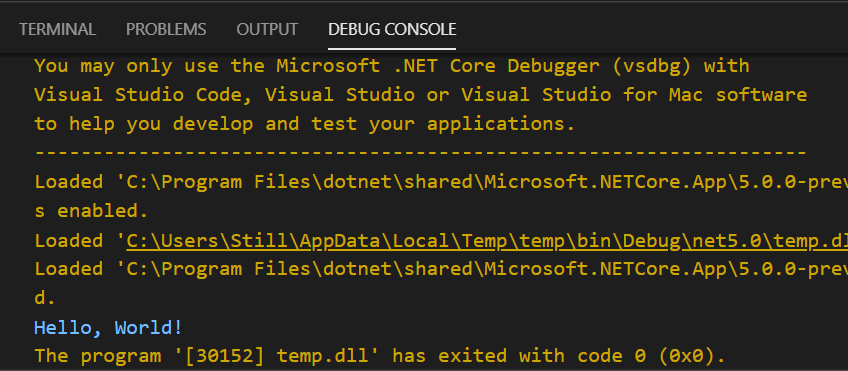 TERMINAL PROBLEMS OUTPUT DEBUG CONSOLE
You may only use the Microsoft .NET Core Debugger (vsdbg) with
Visual Studio Code, Visual Studio or Visual Studio for Mac software
to help you develop and test your applications.
-------------------------------------------------------------------
Loaded 'C:\Program Files\dotnet\shared\Microsoft.NETCore.App\5.0.0-prev
s enabled.
Loaded 'C:\Users\Still\AppData\Local\Temp\temp\bin\Debug\net5.0\temp.dl
Loaded 'C:\Program Files\dotnet\shared\Microsoft.NETCore.App\5.0.0-prev
d.
Hello, World!
The program '[30152] temp.dll' has exited with code 0 (0x0).